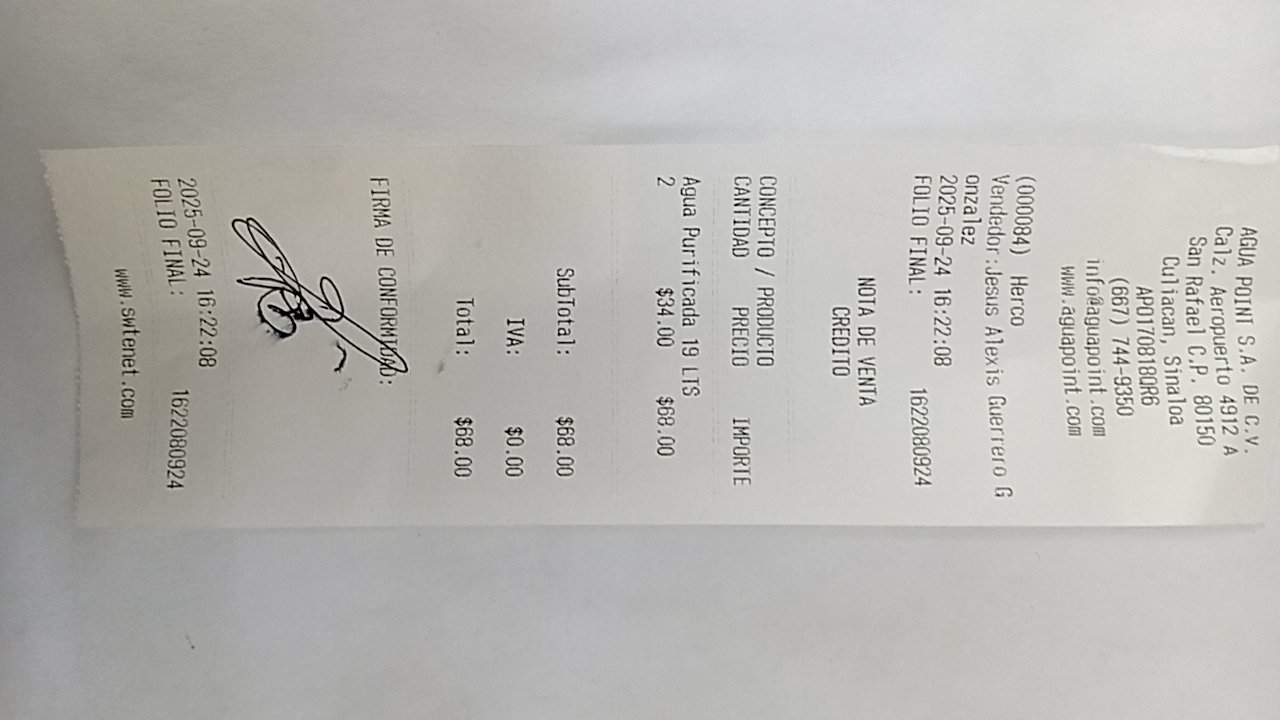 AGUA POINT S.A. DE C.V.
Calz. Aeropuerto 4912 A
San Rafael C.P. 80150
Culiacan, Sinaloa
APO170818QR6
(667) 744-9350
info@aguapoint.com
www.aguapoint.com
(000084) Herco
Vendedor:Jesus Alexis Guerrero G
onzalez
2025-09-24 16:22:08
FOLIO FINAL: 1622080924
NOTA DE VENTA
CREDITO
CONCEPTO / PRODUCTO
CANTIDAD PRECIO IMPORTE
Agua Purificada 19 LTS
2 $34.00 $68.00
SubTotal: $68.00
IVA: $0.00
Total: $68.00
FIRMA DE CONFORMIDAD:
2025-09-24 16:22:08
FOLIO FINAL: 1622080924
www.swtenet.com